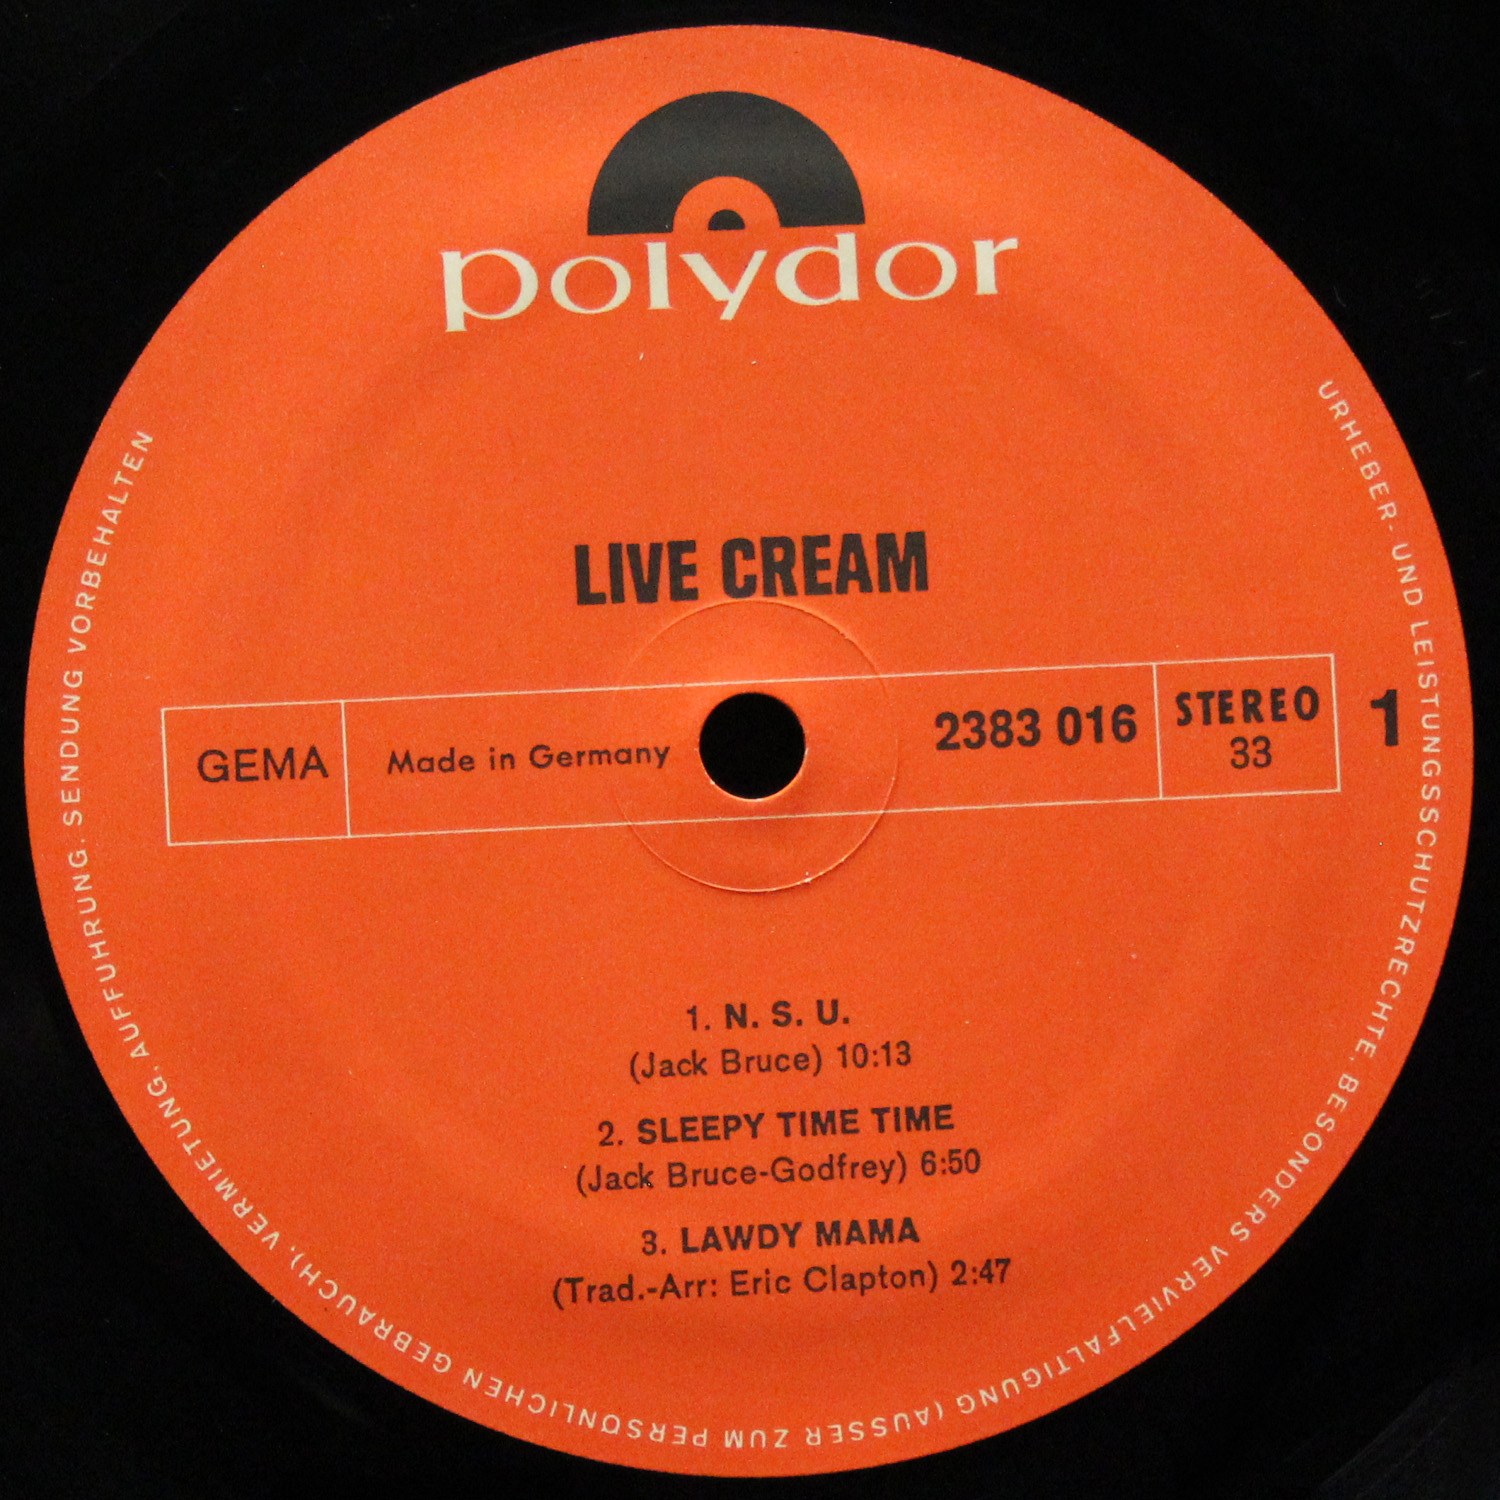 polydor
LIVE CREAM
GEMA
Made in Germany
2383 016
STEREO
33
1
1. N. S. U.
(Jack Bruce) 10:13
2. SLEEPY TIME TIME
(Jack Bruce-Godfrey) 6:50
3. LAWDY MAMA
(Trad.-Arr: Eric Clapton) 2:47
URHEBER- UND LEISTUNGSSCHUTZRECHTE, BESONDERS VERVIELFALTIGUNG (AUSSER ZUM PERSÖNLICHEN GEBRAUCH), VERMIETUNG, AUFFUHRUNG, SENDUNG VORBEHALTEN